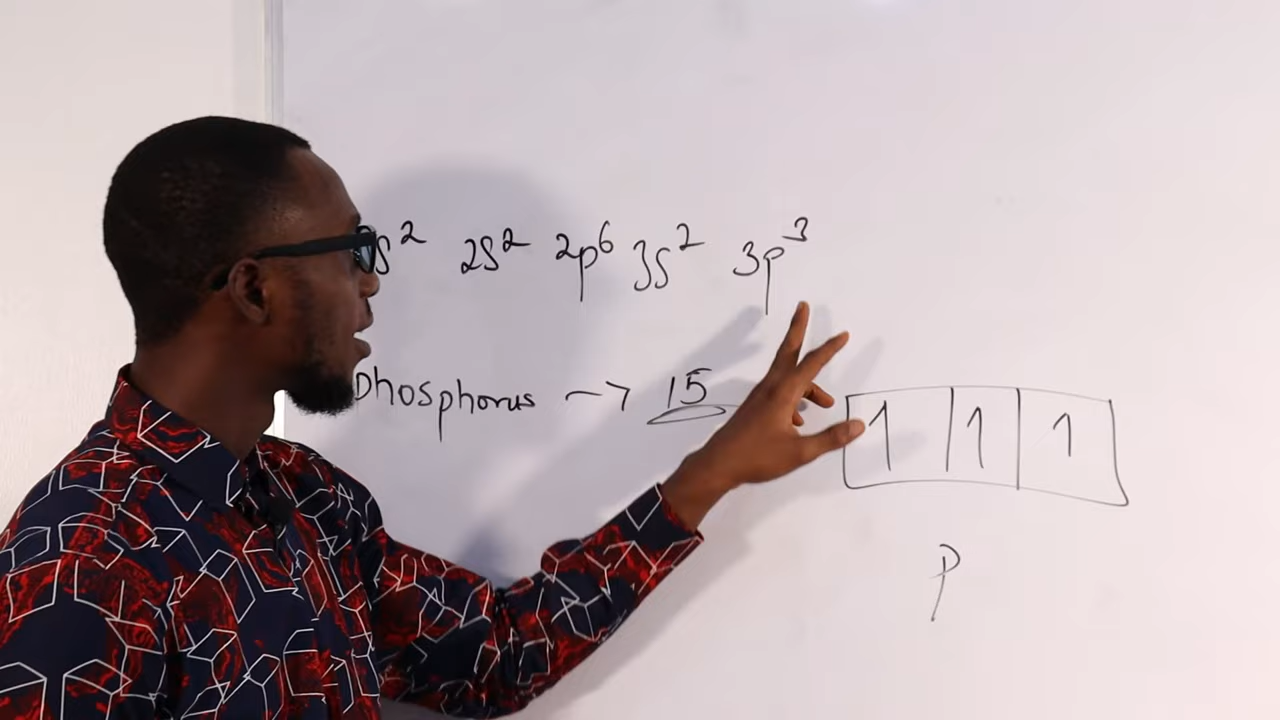 s² 2s² 2p⁶ 3s² 3p³
Phosphorus → 15
1 1 1
P